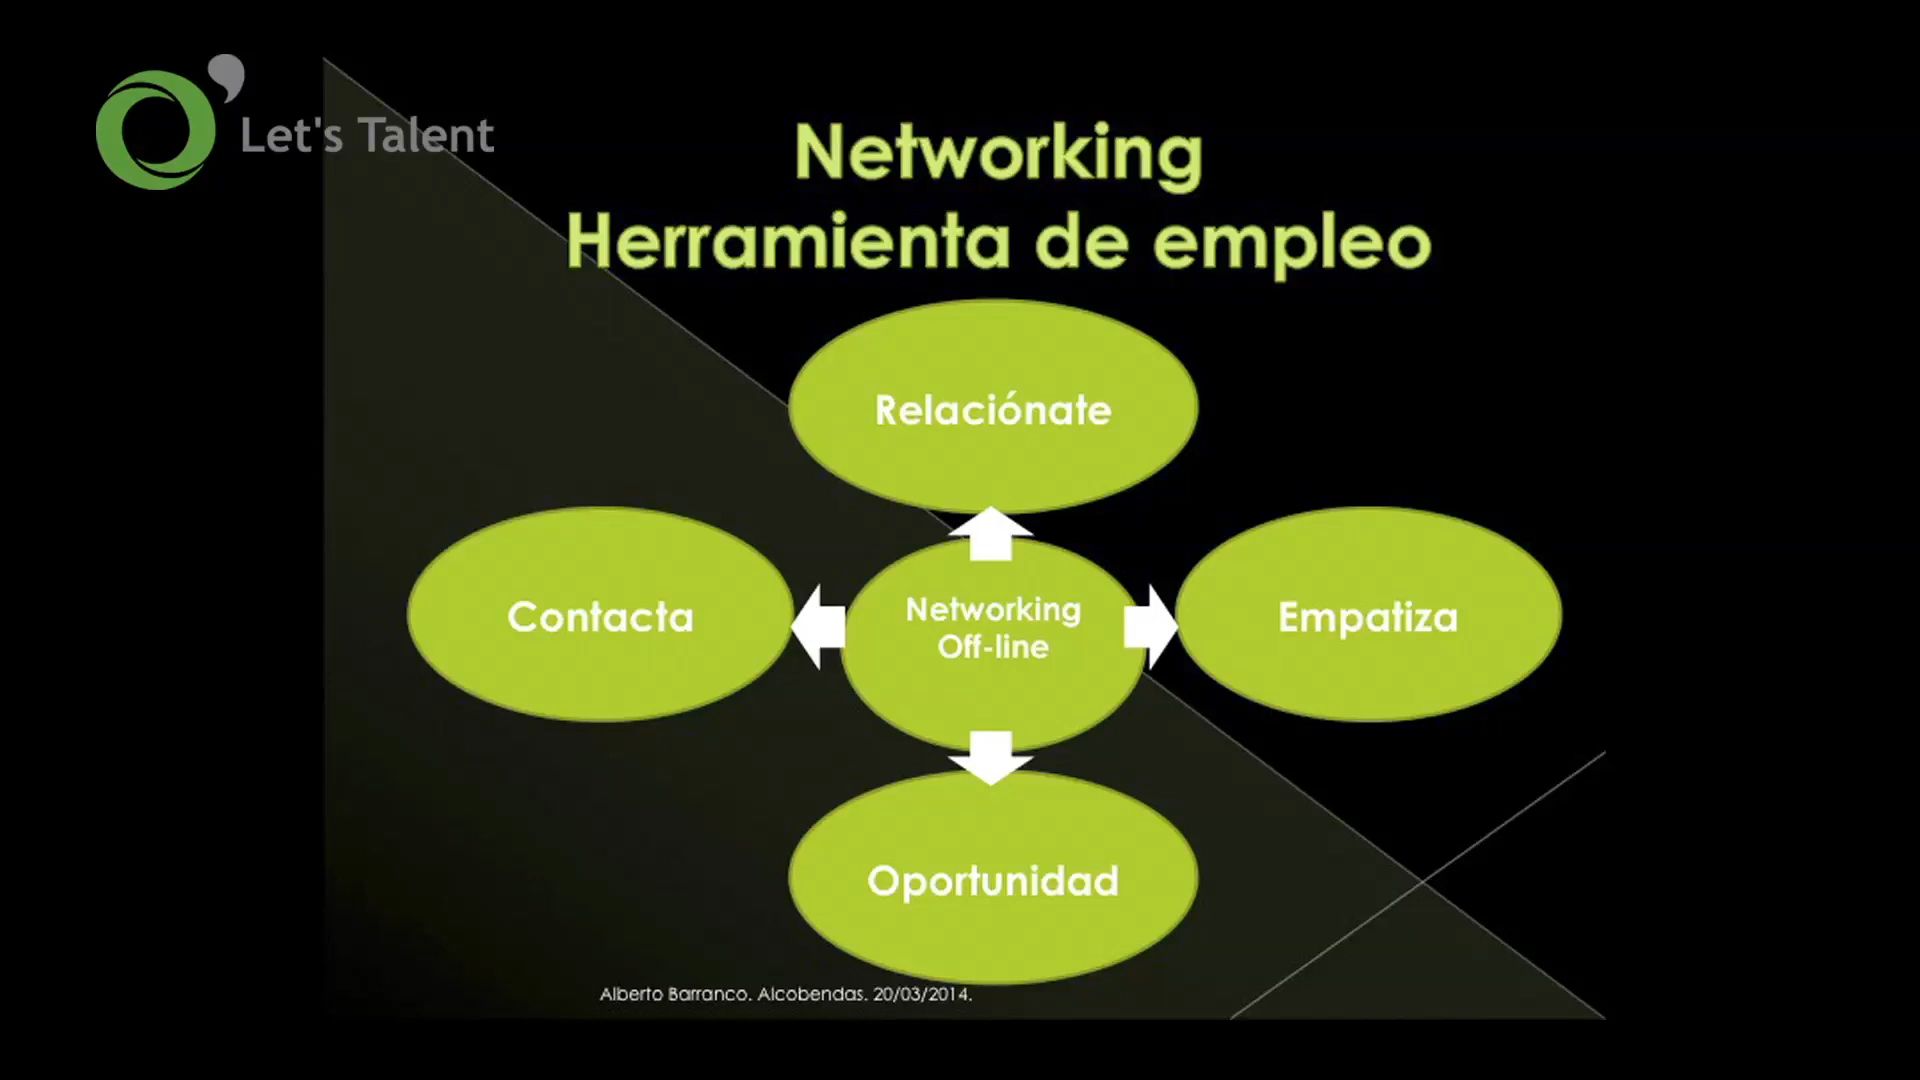 Let's Talent
Networking
Herramienta de empleo
Relaciónate
Contacta
Networking
Off-line
Empatiza
Oportunidad
Alberto Barranco. Alcobendas. 20/03/2014.